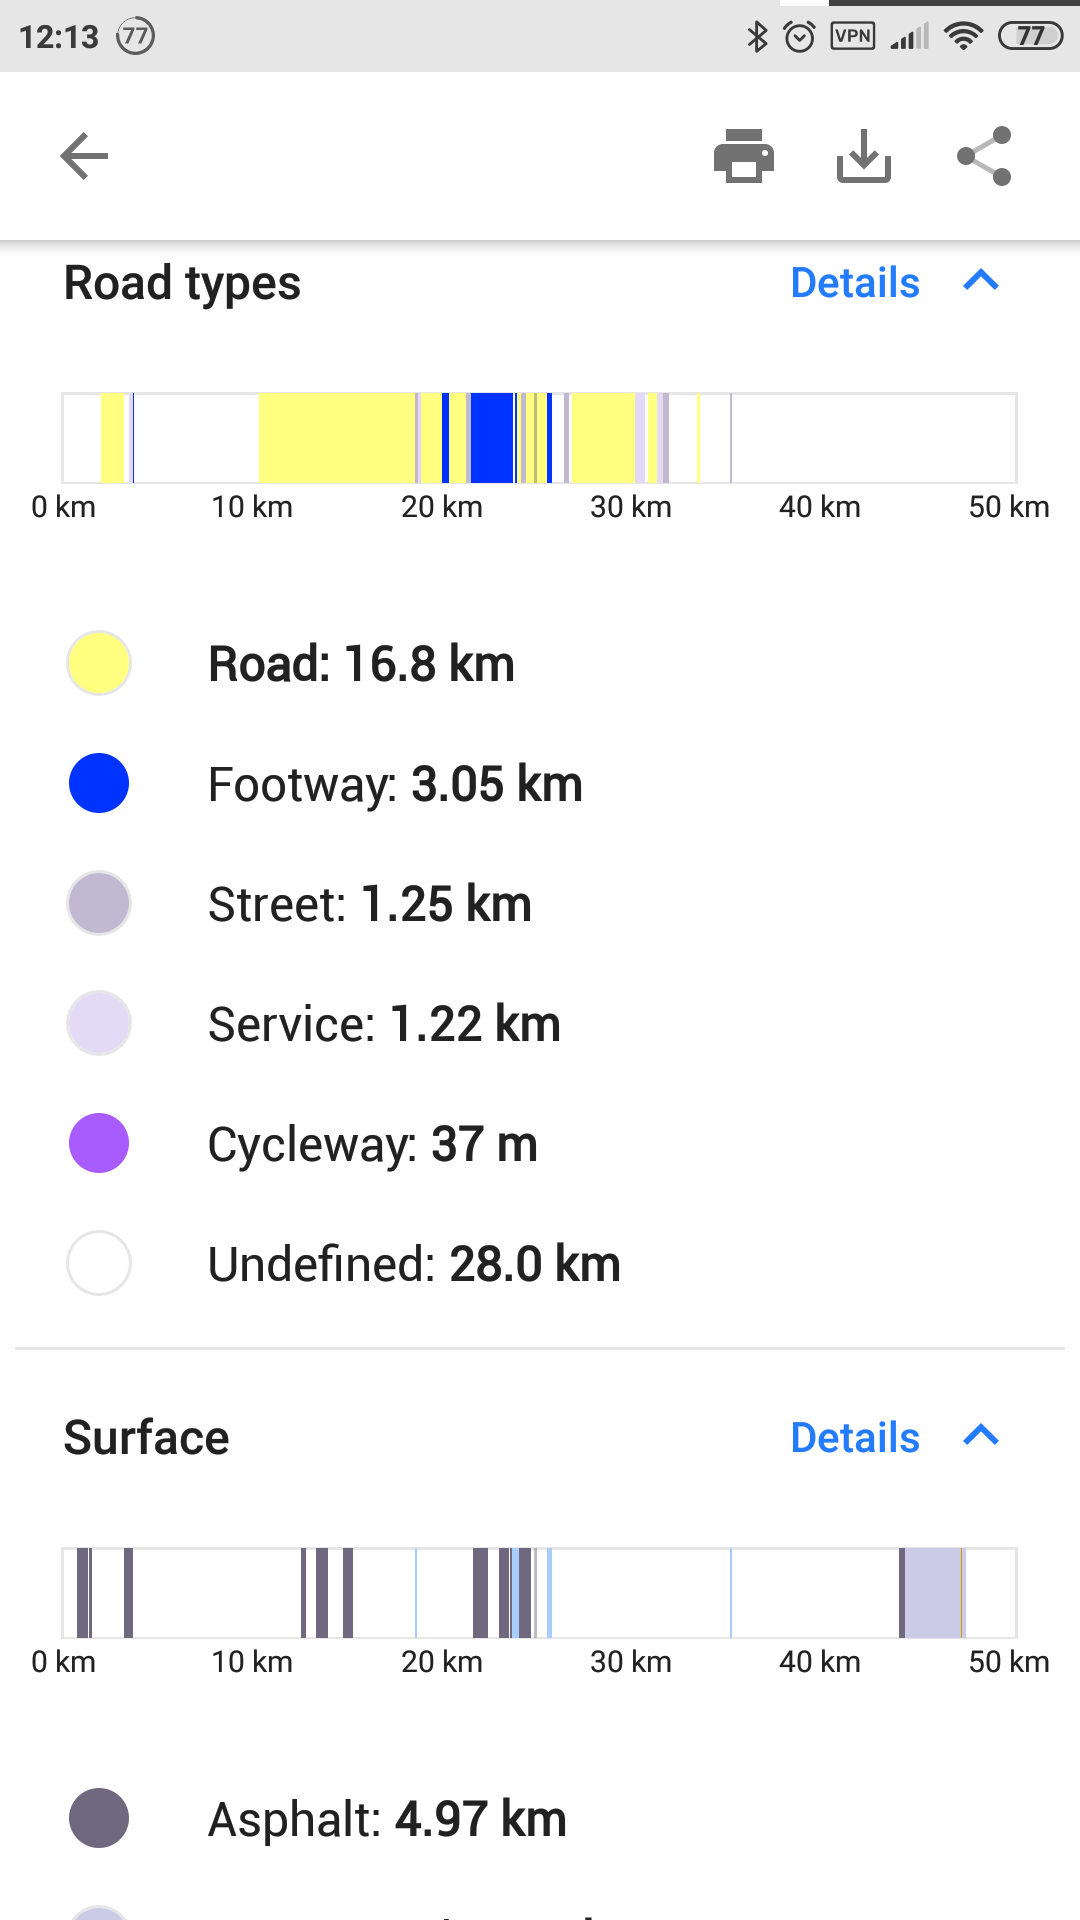 12:13 77 VPN 77
Road types Details
0 km 10 km 20 km 30 km 40 km 50 km
Road: 16.8 km
Footway: 3.05 km
Street: 1.25 km
Service: 1.22 km
Cycleway: 37 m
Undefined: 28.0 km
Surface Details
0 km 10 km 20 km 30 km 40 km 50 km
Asphalt: 4.97 km